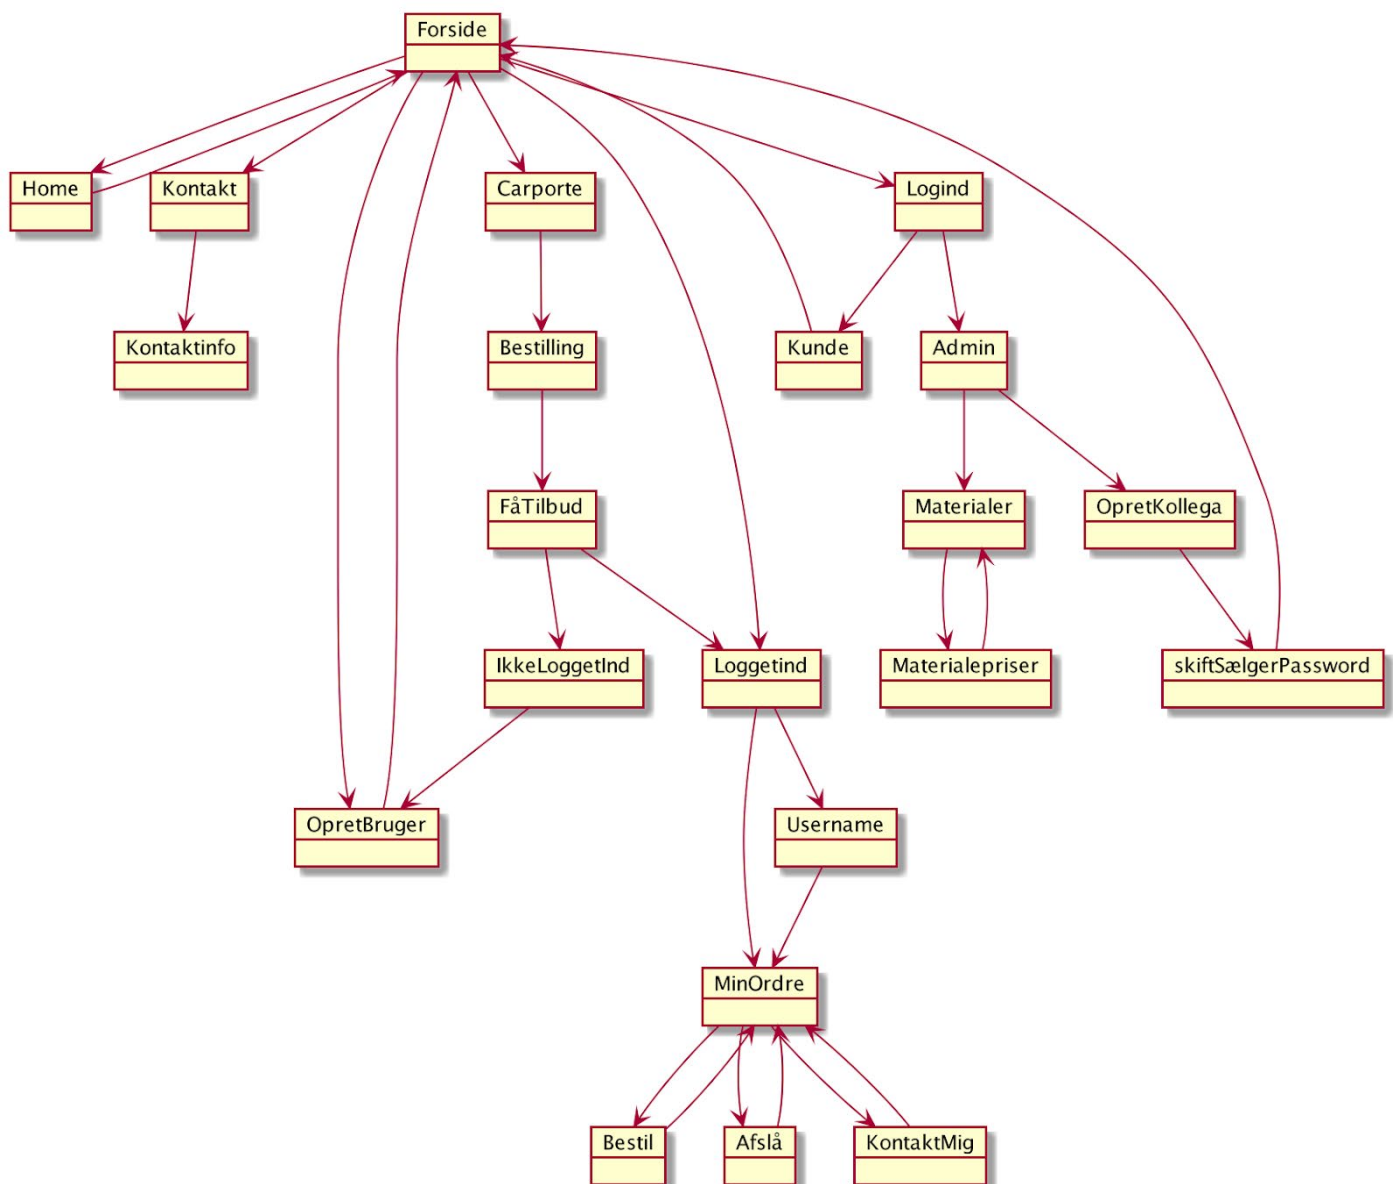 Forside
Home
Kontakt
Carporte
Logind
Kontaktinfo
Bestilling
Kunde
Admin
FåTilbud
Materialer
OpretKollega
IkkeLoggetInd
Loggetind
Materialepriser
skiftSælgerPassword
OpretBruger
Username
MinOrdre
Bestil
Afslå
KontaktMig